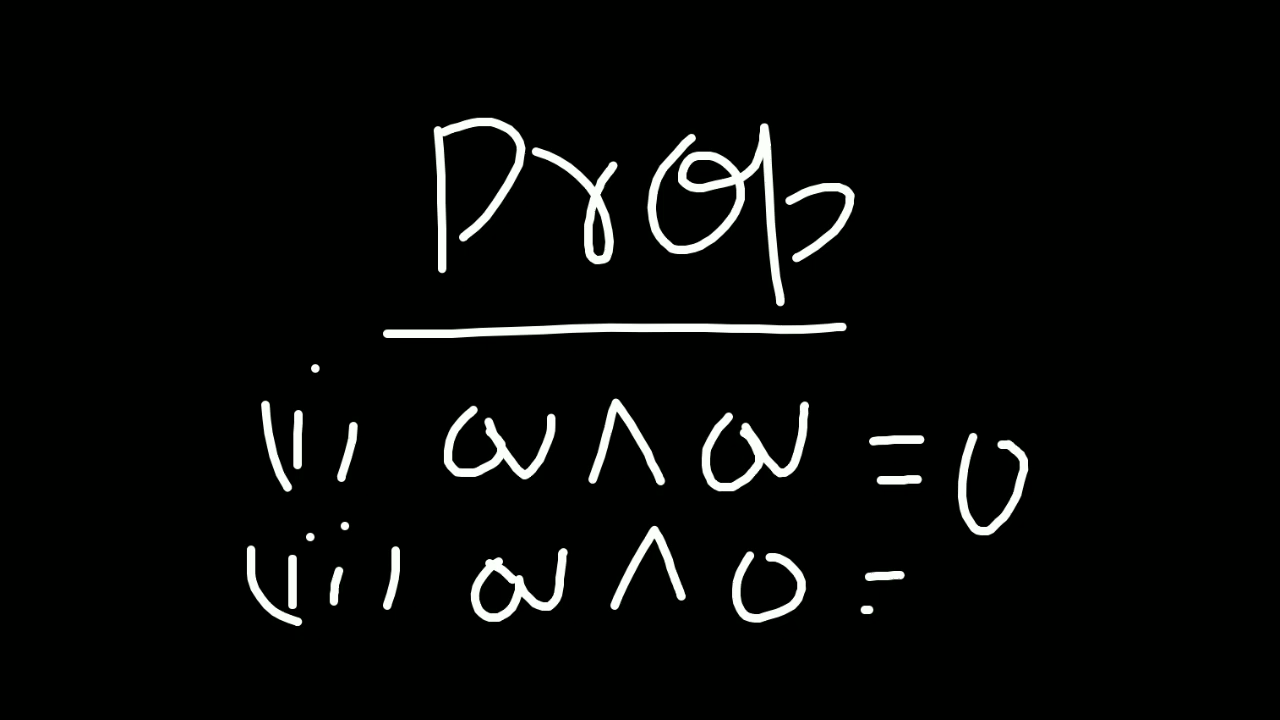 Prop
(i) a ∧ a = 0
(ii) a ∧ 0 =